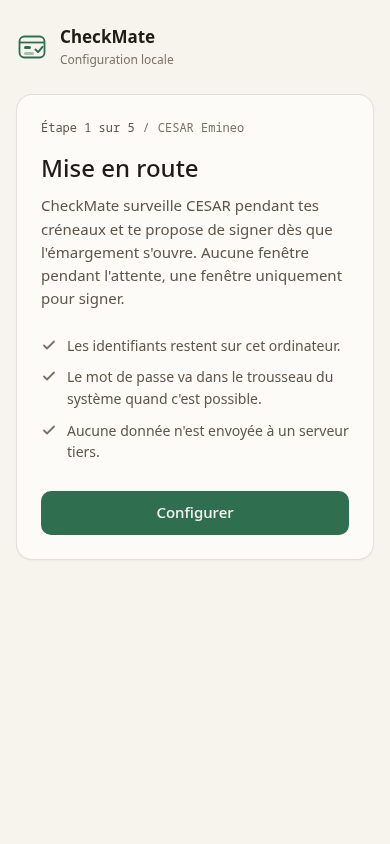 CheckMate
Configuration locale
Étape 1 sur 5 / CESAR Emineo
Mise en route
CheckMate surveille CESAR pendant tes
créneaux et te propose de signer dès que
l'émargement s'ouvre. Aucune fenêtre
pendant l'attente, une fenêtre uniquement
pour signer.
Les identifiants restent sur cet ordinateur.
Le mot de passe va dans le trousseau du
système quand c'est possible.
Aucune donnée n'est envoyée à un serveur
tiers.
Configurer